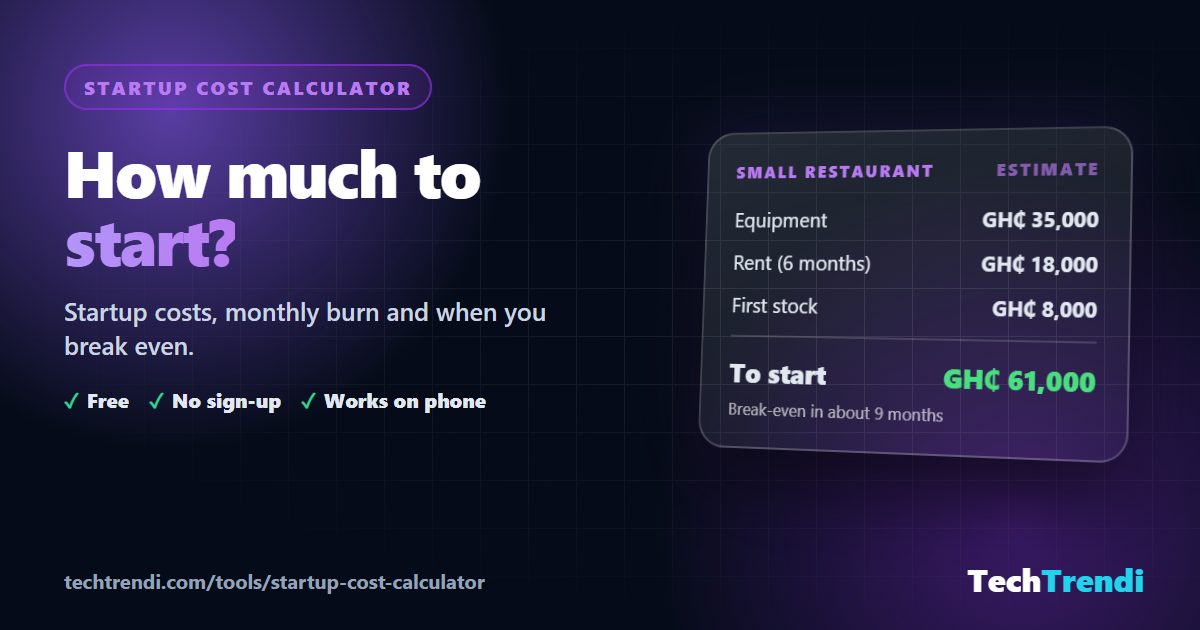 STARTUP COST CALCULATOR
How much to
start?
Startup costs, monthly burn and when you
break even.
✓ Free ✓ No sign-up ✓ Works on phone
SMALL RESTAURANT ESTIMATE
Equipment GH₵ 35,000
Rent (6 months) GH₵ 18,000
First stock GH₵ 8,000
To start GH₵ 61,000
Break-even in about 9 months
techtrendi.com/tools/startup-cost-calculator
TechTrendi